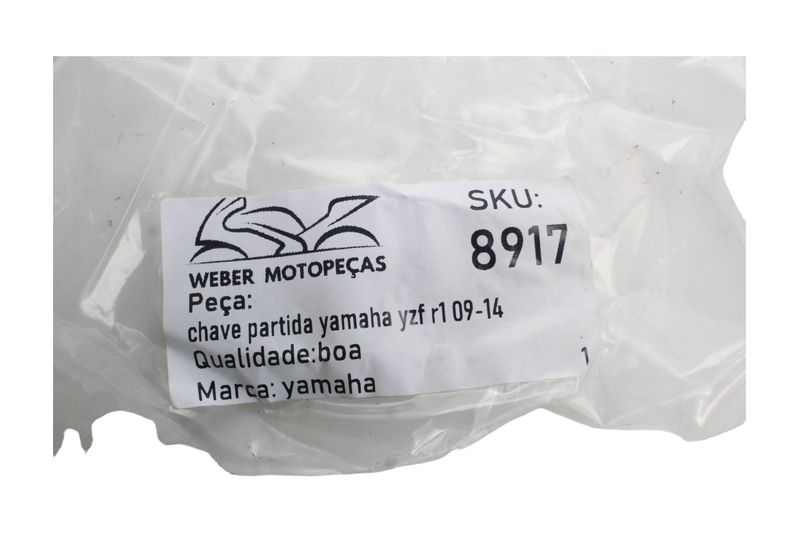 WEBER MOTOPEÇAS
SKU:
8917
Peça:
chave partida yamaha yzf r1 09-14
Qualidade:boa
Marca: yamaha
1